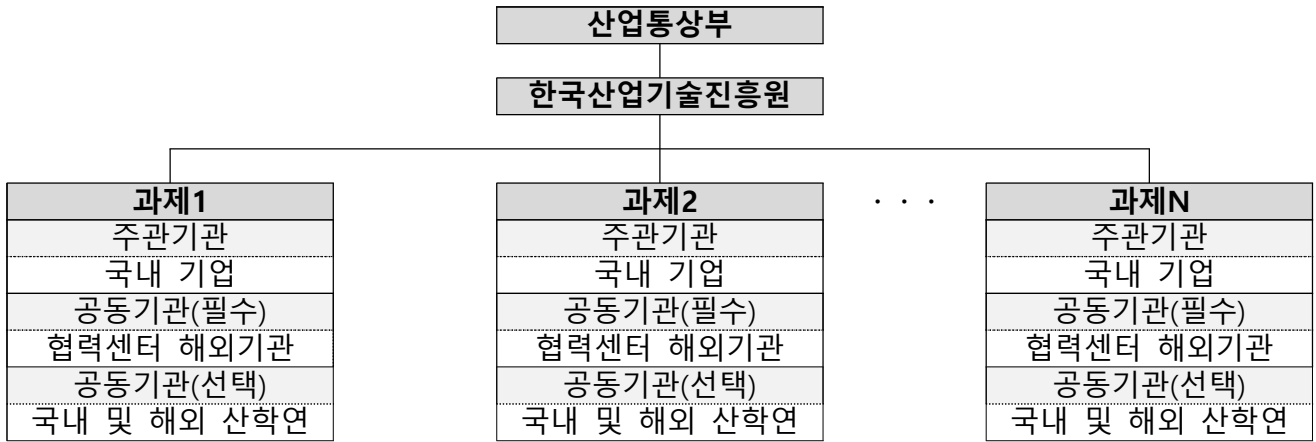 산업통상부
한국산업기술진흥원
과제1
주관기관
국내 기업
공동기관(필수)
협력센터 해외기관
공동기관(선택)
국내 및 해외 산학연
과제2
주관기관
국내 기업
공동기관(필수)
협력센터 해외기관
공동기관(선택)
국내 및 해외 산학연
· · ·
과제N
주관기관
국내 기업
공동기관(필수)
협력센터 해외기관
공동기관(선택)
국내 및 해외 산학연